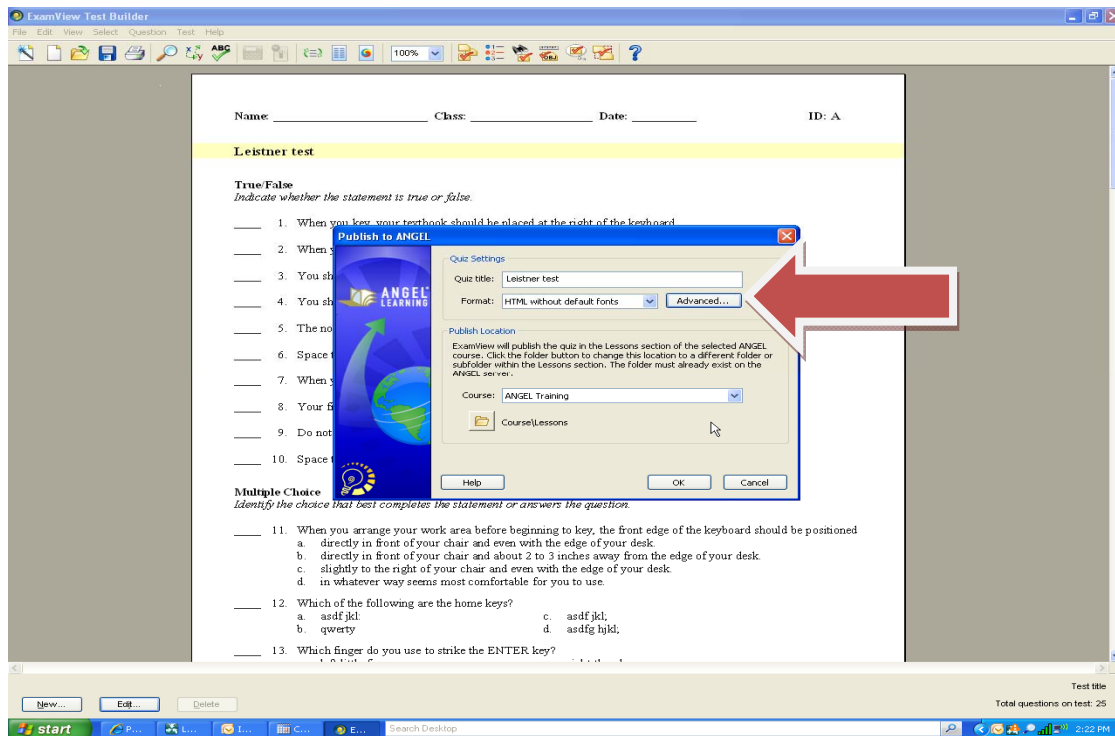 ExamView Test Builder
File Edit View Select Question Test Help
ABC 100% OBJ ?
Name: Class: Date: ID: A
Leistner test
True/False
Indicate whether the statement is true or false.
1. When you key, your textbook should be placed at the right of the keyboard.
2. When
3. You sh
4. You sh
5. The no
6. Space
7. When
8. Your
9. Do not
10. Space
Publish to ANGEL
ANGEL LEARNING
Quiz Settings
Quiz title: Leistner test
Format: HTML without default fonts Advanced...
Publish Location
ExamView will publish the quiz in the Lessons section of the selected ANGEL
course. Click the folder button to change this location to a different folder or
subfolder within the Lessons section. The folder must already exist on the
ANGEL server.
Course: ANGEL Training
Course\Lessons
Help OK Cancel
Multiple Choice
Identify the choice that best completes the statement or answers the question.
11. When you arrange your work area before beginning to key, the front edge of the keyboard should be positioned
a. directly in front of your chair and even with the edge of your desk.
b. directly in front of your chair and about 2 to 3 inches away from the edge of your desk.
c. slightly to the right of your chair and even with the edge of your desk.
d. in whatever way seems most comfortable for you to use.
12. Which of the following are the home keys?
a. asdf jkl: c. asdf jkl;
b. qwerty d. asdfg hjkl;
13. Which finger do you use to strike the ENTER key?
Test title
New... Edit... Delete Total questions on test: 25
start P... L... I... C... E... Search Desktop 2:22 PM